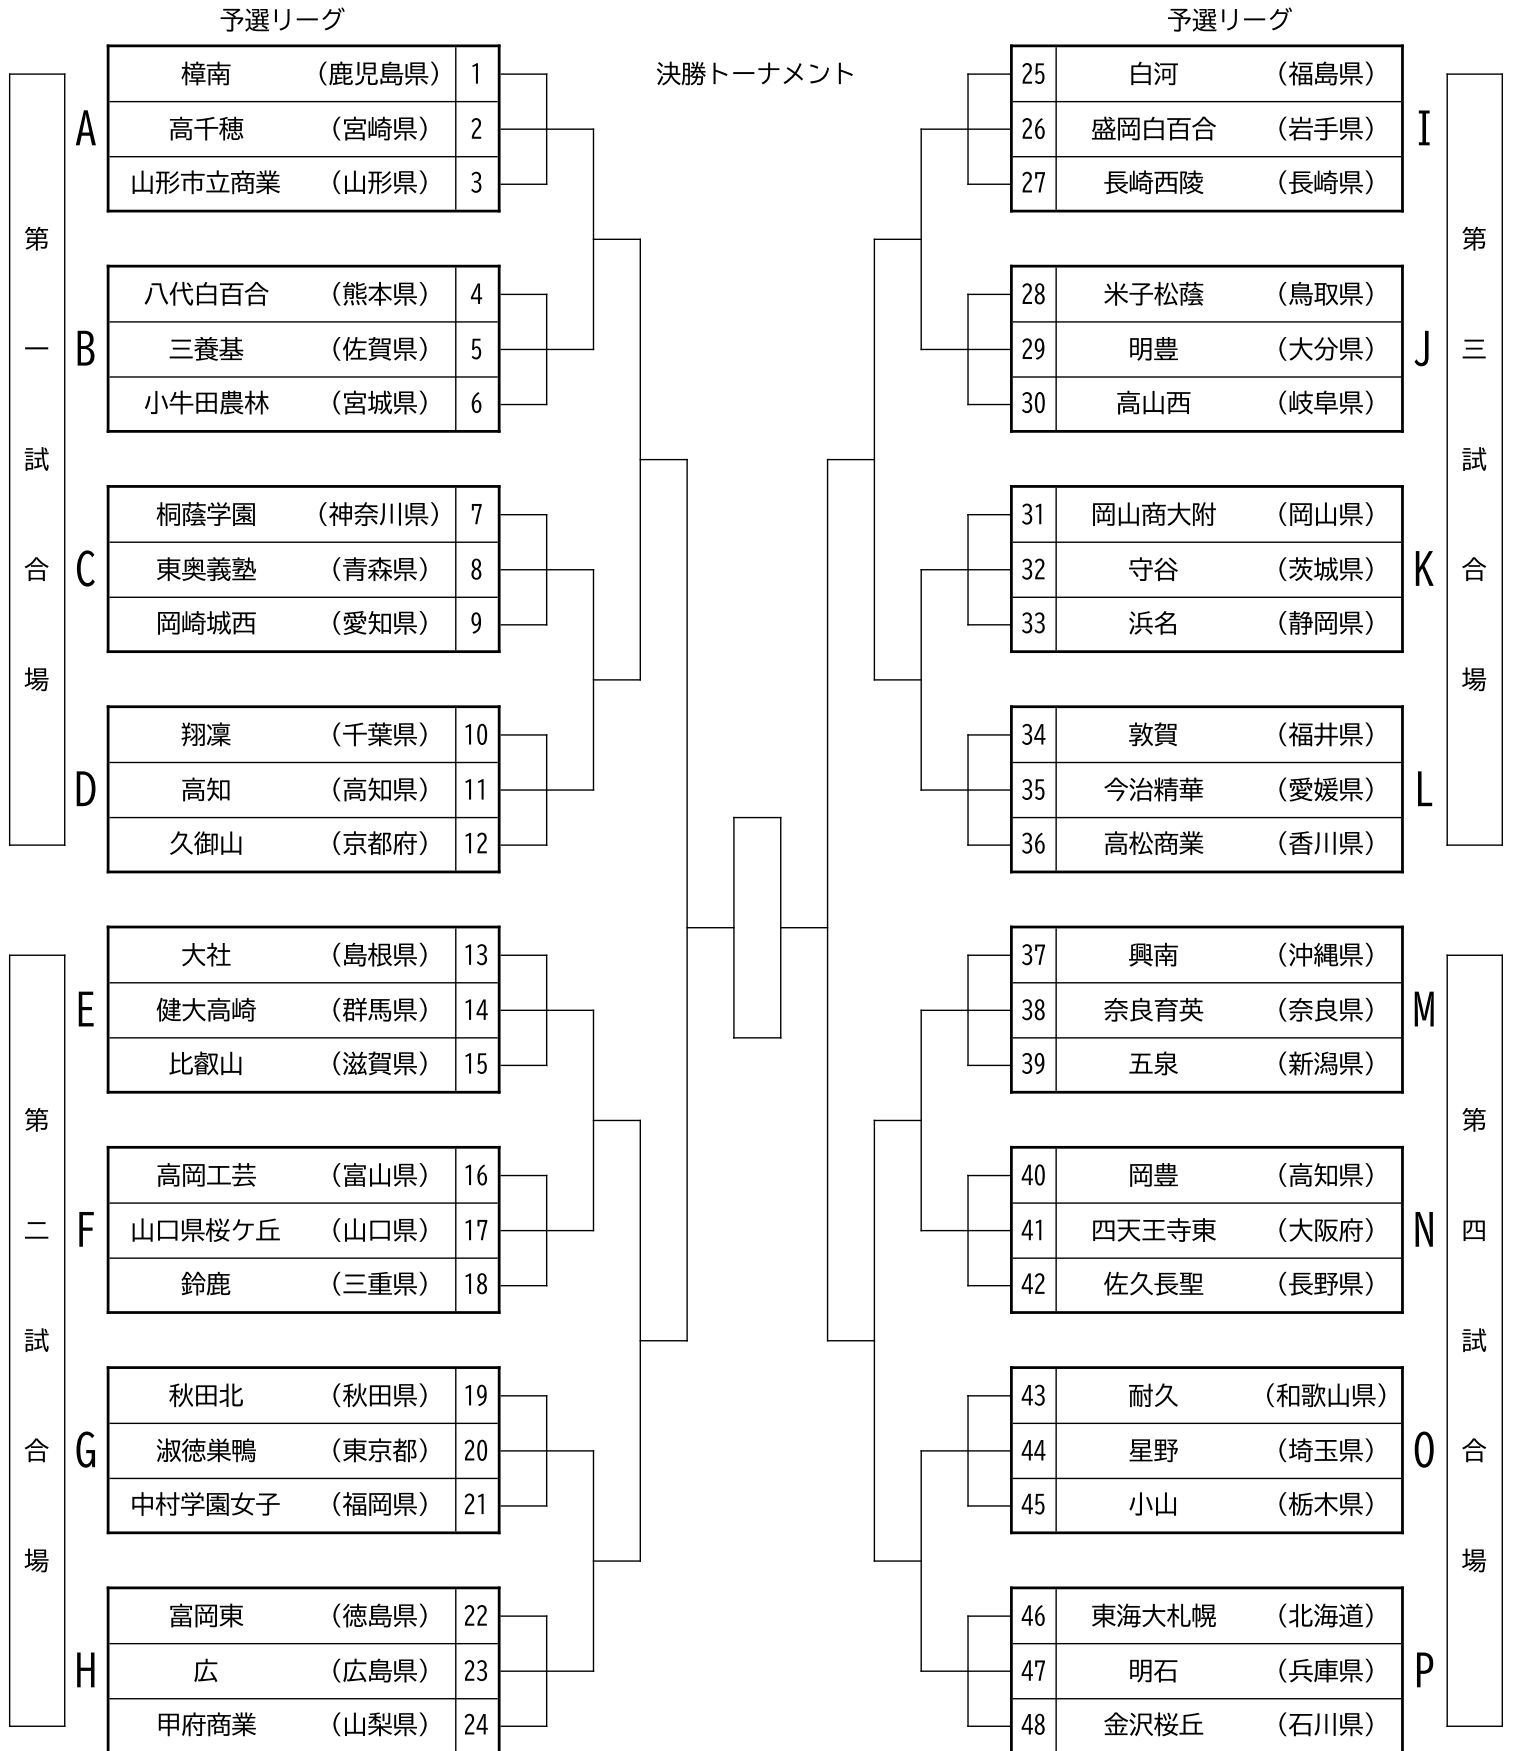 予選リーグ
決勝トーナメント
予選リーグ
第一試合場
A
樟南 （鹿児島県） 1
高千穂 （宮崎県） 2
山形市立商業 （山形県） 3
B
八代白百合 （熊本県） 4
三養基 （佐賀県） 5
小牛田農林 （宮城県） 6
C
桐蔭学園 （神奈川県） 7
東奥義塾 （青森県） 8
岡崎城西 （愛知県） 9
D
翔凜 （千葉県） 10
高知 （高知県） 11
久御山 （京都府） 12
第二試合場
E
大社 （島根県） 13
健大高崎 （群馬県） 14
比叡山 （滋賀県） 15
F
高岡工芸 （富山県） 16
山口県桜ケ丘 （山口県） 17
鈴鹿 （三重県） 18
G
秋田北 （秋田県） 19
淑徳巣鴨 （東京都） 20
中村学園女子 （福岡県） 21
H
富岡東 （徳島県） 22
広 （広島県） 23
甲府商業 （山梨県） 24
第三試合場
I
25 白河 （福島県）
26 盛岡白百合 （岩手県）
27 長崎西陵 （長崎県）
J
28 米子松蔭 （鳥取県）
29 明豊 （大分県）
30 高山西 （岐阜県）
K
31 岡山商大附 （岡山県）
32 守谷 （茨城県）
33 浜名 （静岡県）
L
34 敦賀 （福井県）
35 今治精華 （愛媛県）
36 高松商業 （香川県）
第四試合場
M
37 興南 （沖縄県）
38 奈良育英 （奈良県）
39 五泉 （新潟県）
N
40 岡豊 （高知県）
41 四天王寺東 （大阪府）
42 佐久長聖 （長野県）
O
43 耐久 （和歌山県）
44 星野 （埼玉県）
45 小山 （栃木県）
P
46 東海大札幌 （北海道）
47 明石 （兵庫県）
48 金沢桜丘 （石川県）